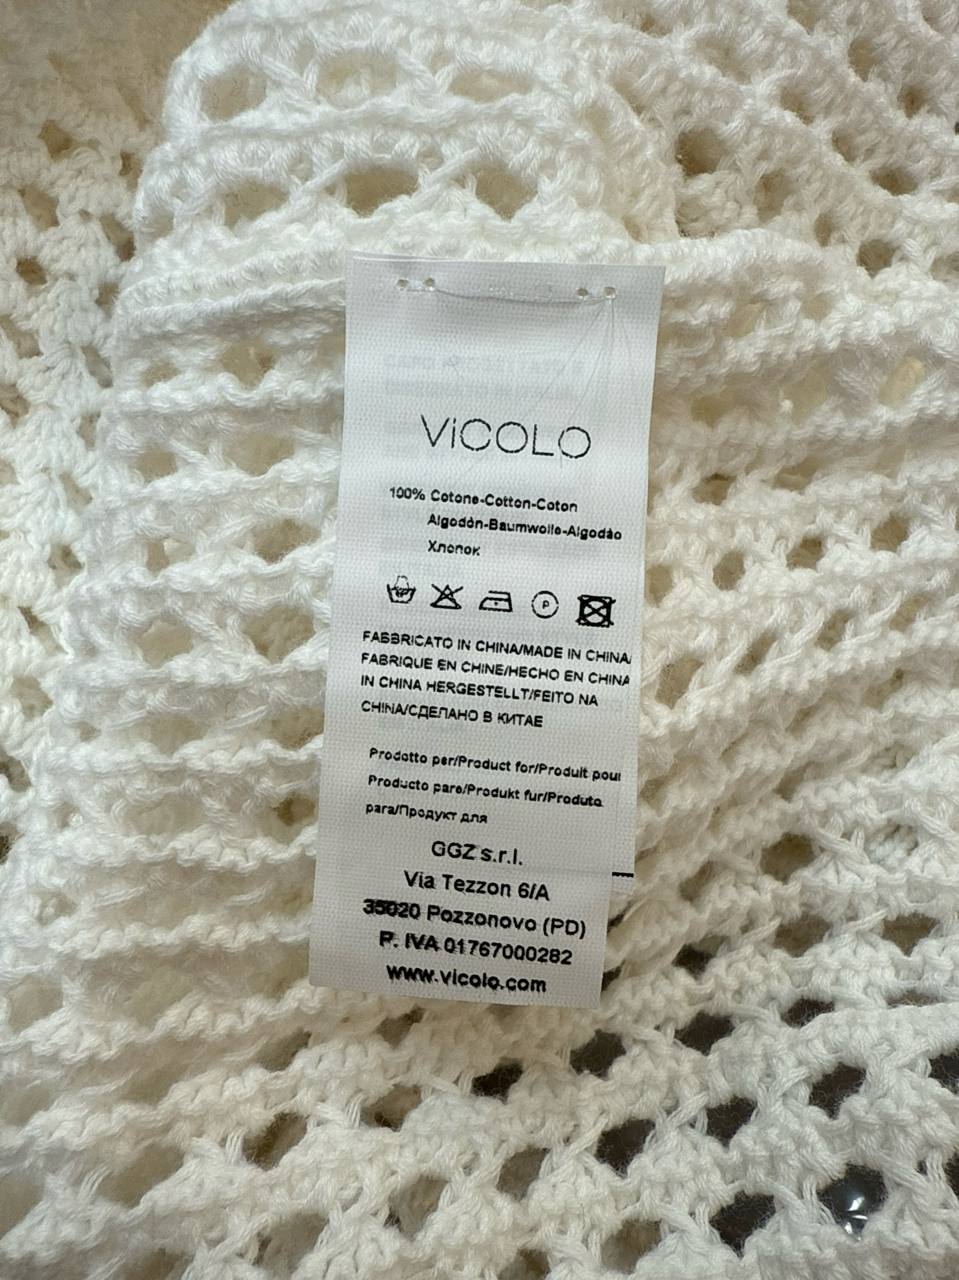 ViCOLO
100% Cotone-Cotton-Coton
Algodòn-Baumwolle-Algodão
Хлопок
P
FABBRICATO IN CHINA/MADE IN CHINA/
FABRIQUE EN CHINE/HECHO EN CHINA
IN CHINA HERGESTELLT/FEITO NA
CHINA/СДЕЛАНО В КИТАЕ
Prodotto per/Product for/Produit pour
Producto para/Produkt fur/Produto
para/Продукт для
GGZ s.r.l.
Via Tezzon 6/A
35020 Pozzonovo (PD)
P. IVA 01767000282
www.vicolo.com